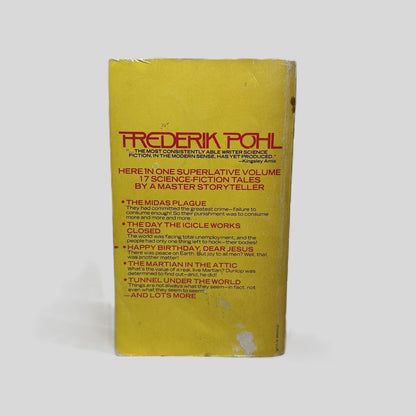 FREDERIK POHL
"...THE MOST CONSISTENTLY ABLE WRITER SCIENCE
FICTION, IN THE MODERN SENSE, HAS YET PRODUCED."
—Kingsley Amis
HERE IN ONE SUPERLATIVE VOLUME
17 SCIENCE-FICTION TALES
BY A MASTER STORYTELLER
• THE MIDAS PLAGUE
They had committed the greatest crime—failure to
consume enough! So their punishment was to consume
more and more and more.
• THE DAY THE ICICLE WORKS
CLOSED
The world was facing total unemployment, and the
people had only one thing left to hock—their bodies!
• HAPPY BIRTHDAY, DEAR JESUS
There was peace on Earth. But joy to all men? Well, that
was another matter!
• THE MARTIAN IN THE ATTIC
What's the value of a real, live Martian? Dunlop was
determined to find out—and, he did!
• TUNNEL UNDER THE WORLD
Things are not always what they seem—in fact, not
even what they seem to seem!
—AND LOTS MORE